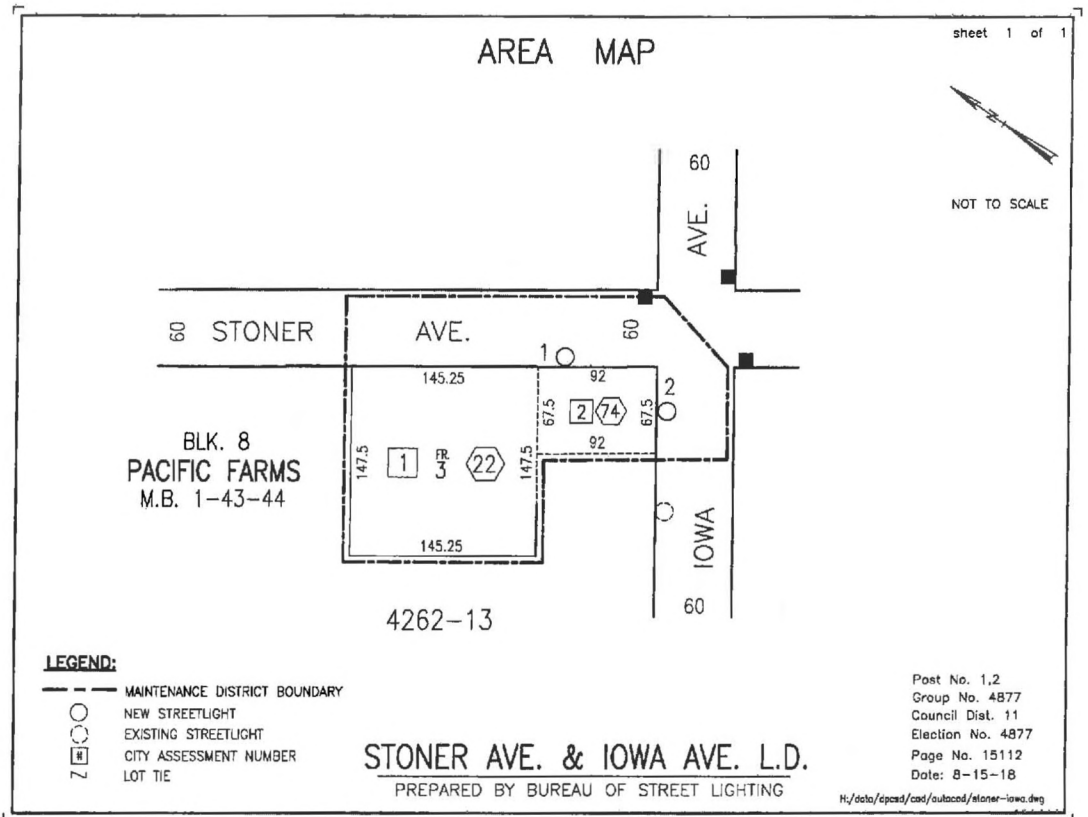 sheet 1 of 1
AREA MAP
N
NOT TO SCALE
60
AVE.
60 STONER AVE. 60
1
145.25
92
2
67.5
2 74
67.5
92
BLK. 8
PACIFIC FARMS
M.B. 1-43-44
147.5
1 FR. 3 22
147.5
145.25
IOWA
60
4262-13
LEGEND:
MAINTENANCE DISTRICT BOUNDARY
NEW STREETLIGHT
EXISTING STREETLIGHT
# CITY ASSESSMENT NUMBER
LOT TIE
STONER AVE. & IOWA AVE. L.D.
PREPARED BY BUREAU OF STREET LIGHTING
Post No. 1,2
Group No. 4877
Council Dist. 11
Election No. 4877
Page No. 15112
Date: 8-15-18
H:/data/dpcsd/cad/autocad/stoner-iowa.dwg